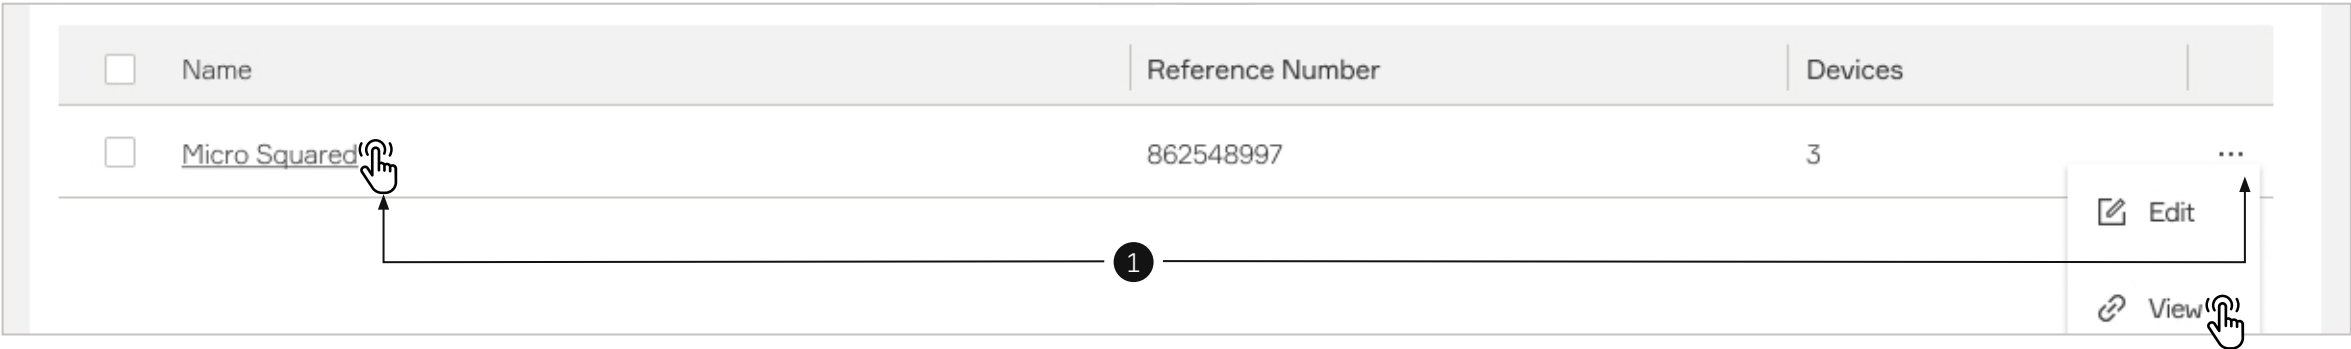 Name Reference Number Devices
Micro Squared 862548997 3 ...
Edit
1
View